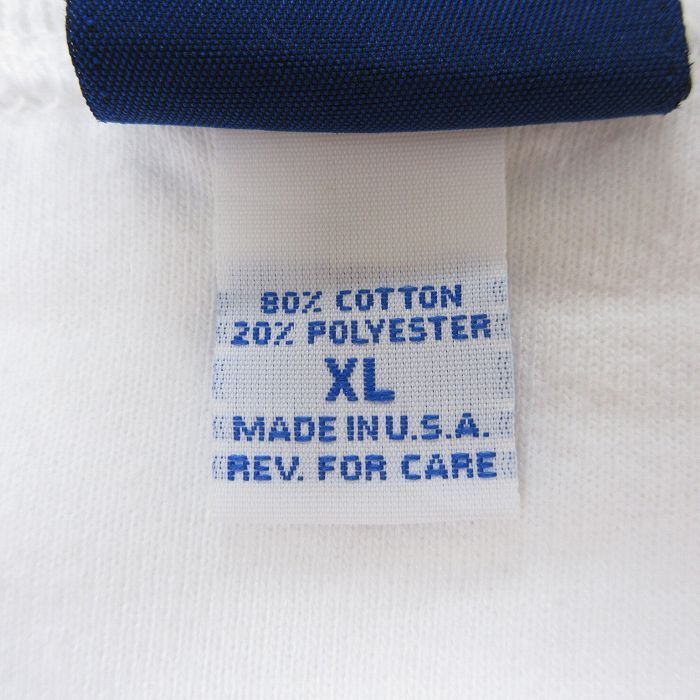 80% COTTON
20% POLYESTER
XL
MADE IN U.S.A.
REV. FOR CARE